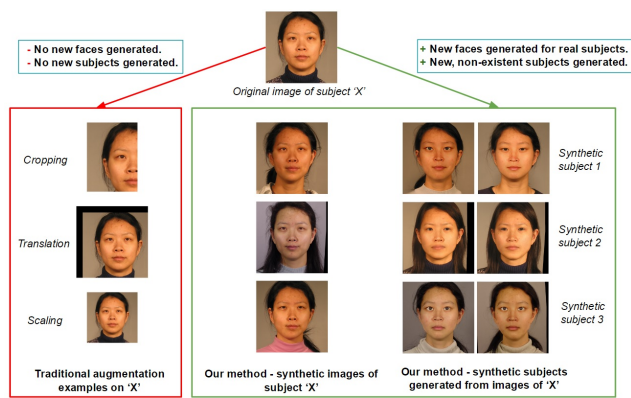 - No new faces generated.
- No new subjects generated.
+ New faces generated for real subjects.
+ New, non-existent subjects generated.
Original image of subject ‘X’
Cropping
Translation
Scaling
Synthetic
subject 1
Synthetic
subject 2
Synthetic
subject 3
Traditional augmentation
examples on ‘X’
Our method - synthetic images of
subject ‘X’
Our method - synthetic subjects
generated from images of ‘X’